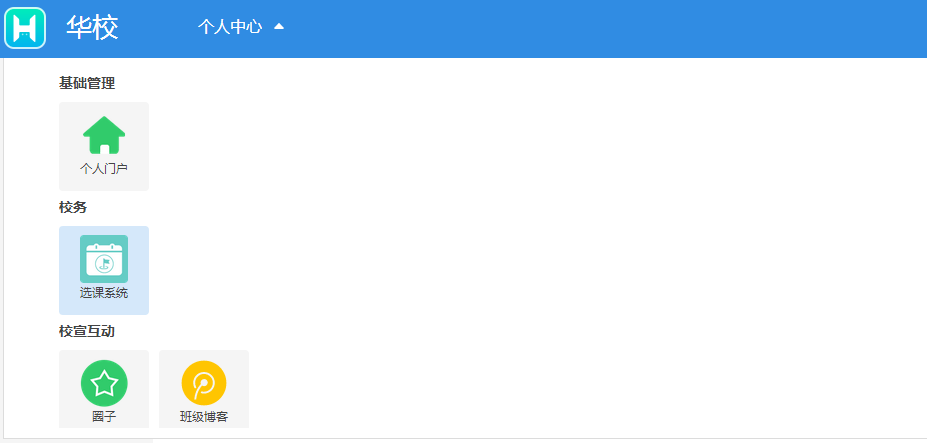 华校
个人中心
基础管理
个人门户
校务
选课系统
校宣互动
圈子
班级博客